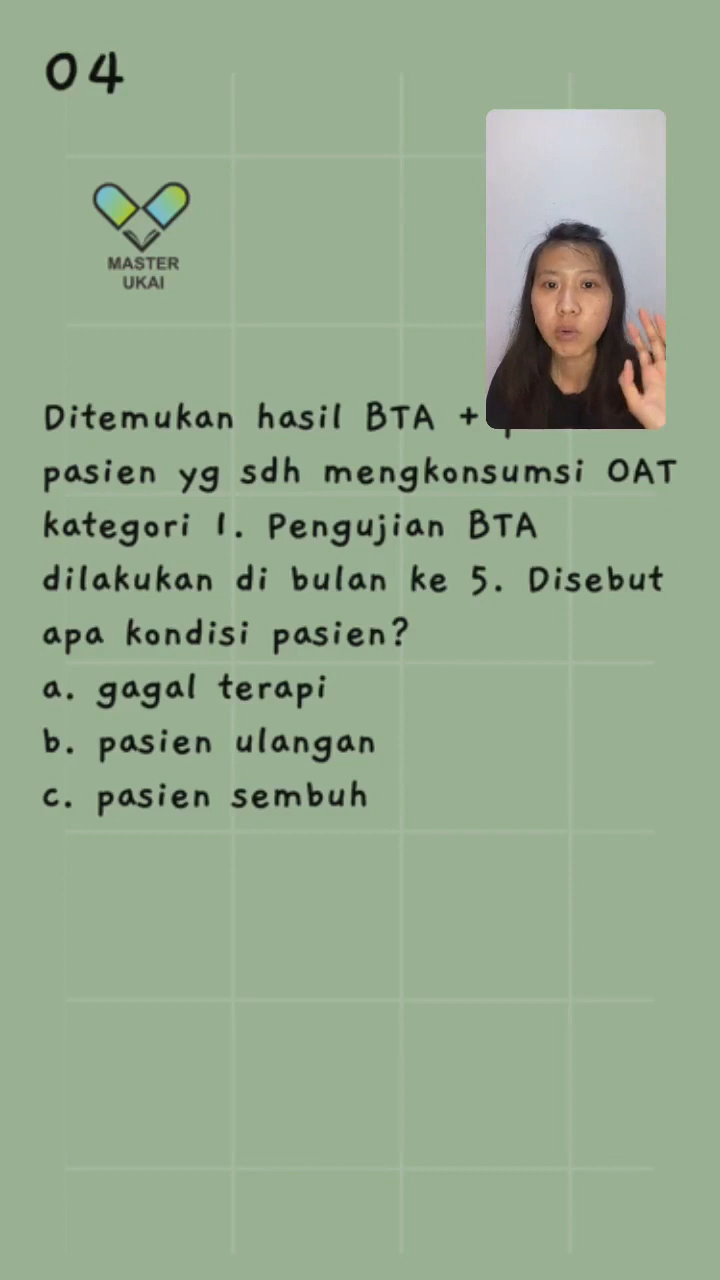 04
MASTER
UKAI
Ditemukan hasil BTA +
pasien yg sdh mengkonsumsi OAT
kategori 1. Pengujian BTA
dilakukan di bulan ke 5. Disebut
apa kondisi pasien?
a. gagal terapi
b. pasien ulangan
c. pasien sembuh